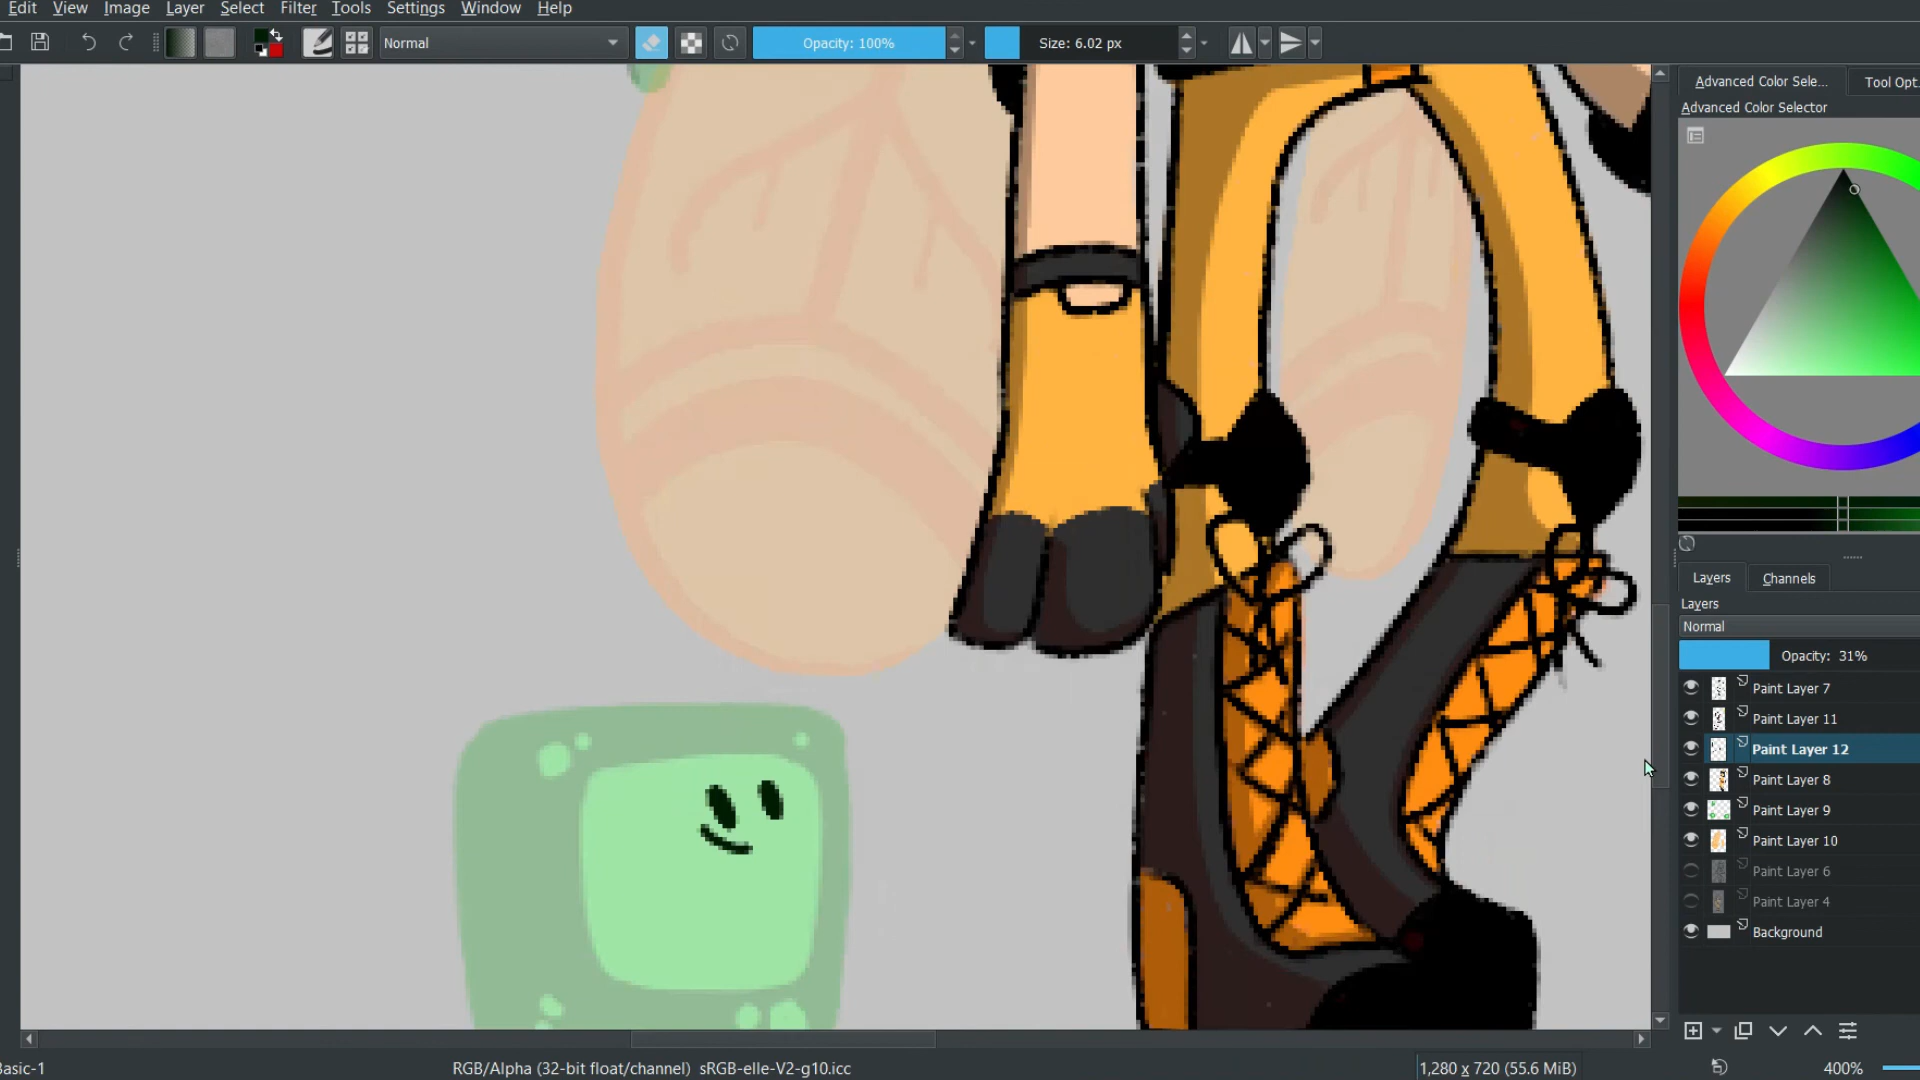 Edit View Image Layer Select Filter Tools Settings Window Help
Normal
Opacity: 100%
Size: 6.02 px
Advanced Color Sele...
Tool Opt
Advanced Color Selector
Layers
Channels
Layers
Normal
Opacity: 31%
Paint Layer 7
Paint Layer 11
Paint Layer 12
Paint Layer 8
Paint Layer 9
Paint Layer 10
Paint Layer 6
Paint Layer 4
Background
Basic-1
RGB/Alpha (32-bit float/channel) sRGB-elle-V2-g10.icc
1,280 x 720 (55.6 MiB)
400%